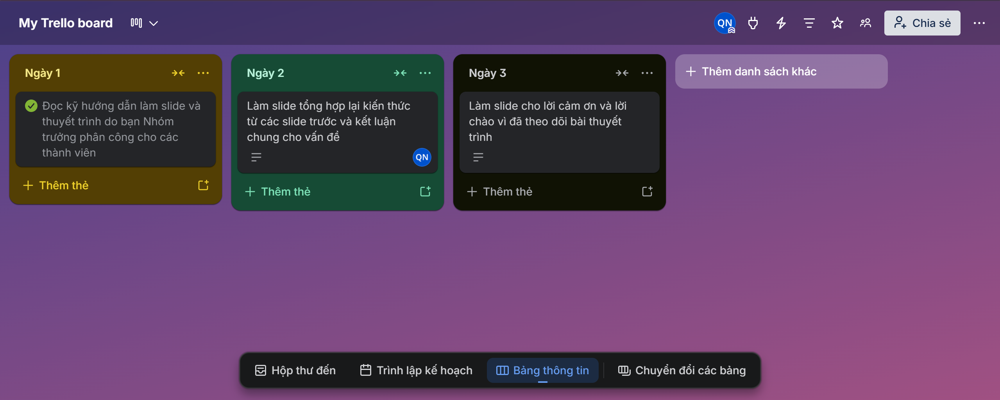 My Trello board
QN
Chia sẻ
Ngày 1
Đọc kỹ hướng dẫn làm slide và
thuyết trình do bạn Nhóm
trưởng phân công cho các
thành viên
Thêm thẻ
Ngày 2
Làm slide tổng hợp lại kiến thức
từ các slide trước và kết luận
chung cho vấn đề
QN
Thêm thẻ
Ngày 3
Làm slide cho lời cảm ơn và lời
chào vì đã theo dõi bài thuyết
trình
Thêm thẻ
Thêm danh sách khác
Hộp thư đến
Trình lập kế hoạch
Bảng thông tin
Chuyển đổi các bảng